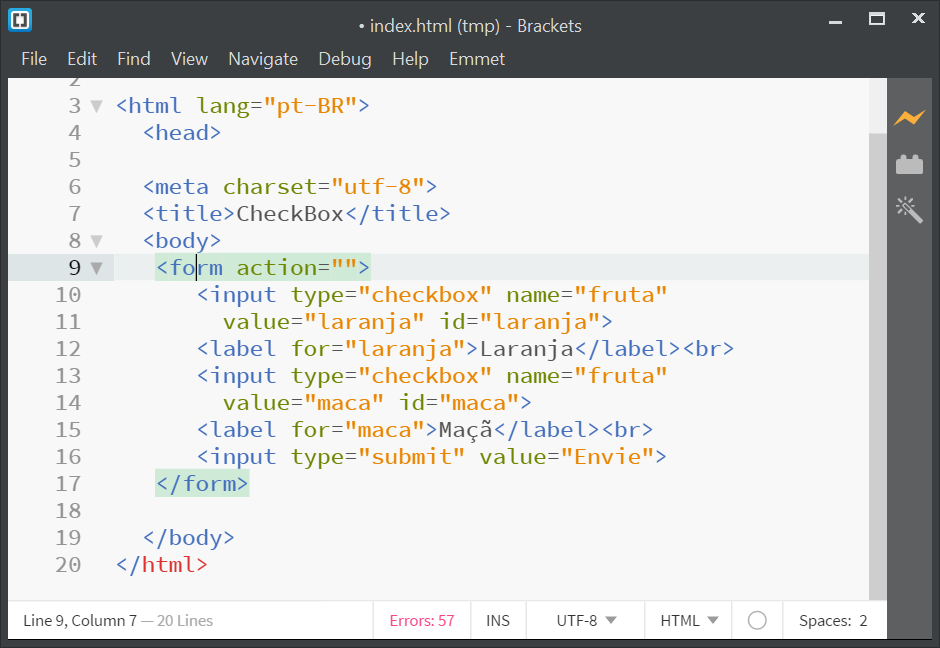 • index.html (tmp) - Brackets
File Edit Find View Navigate Debug Help Emmet
2
3 <html lang="pt-BR">
4 <head>
5
6 <meta charset="utf-8">
7 <title>CheckBox</title>
8 <body>
9 <form action="">
10 <input type="checkbox" name="fruta"
11 value="laranja" id="laranja">
12 <label for="laranja">Laranja</label><br>
13 <input type="checkbox" name="fruta"
14 value="maca" id="maca">
15 <label for="maca">Maçã</label><br>
16 <input type="submit" value="Envie">
17 </form>
18
19 </body>
20 </html>
Line 9, Column 7 — 20 Lines Errors: 57 INS UTF-8 HTML Spaces: 2